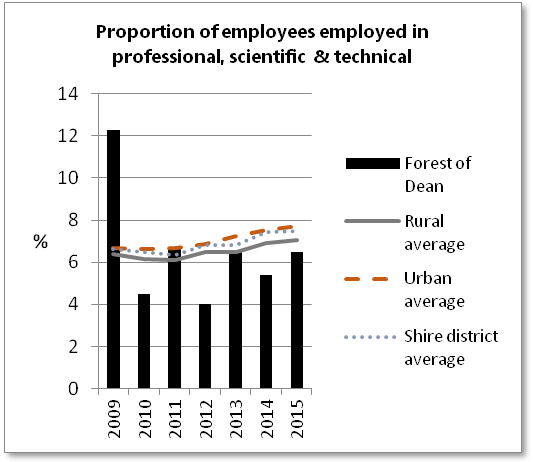 Proportion of employees employed in
professional, scientific & technical
14
12
10
8
6
4
2
0
%
2009
2010
2011
2012
2013
2014
2015
Forest of
Dean
Rural
average
Urban
average
Shire district
average